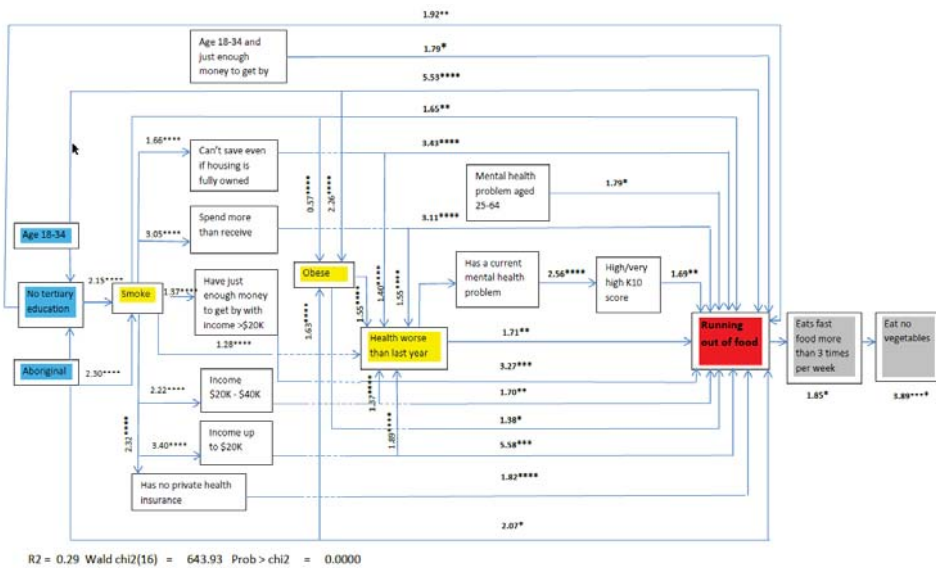 1.92**
Age 18-34 and
just enough
money to get by
1.79*
5.53****
1.65**
1.66****
Can't save even
if housing is
fully owned
3.43****
Mental health
problem aged
25-64
1.79*
0.57****
2.26****
Age 18-34
3.05****
Spend more
than receive
3.11****
No tertiary
education
2.15****
Smoke
1.37****
Have just
enough money
to get by with
income >$20K
Obese
1.63****
1.55****
1.40****
1.55****
Has a current
mental health
problem
2.56****
High/very
high K10
score
1.69**
Health worse
than last year
1.71**
Running
out of food
Eats fast
food more
than 3 times
per week
Eat no
vegetables
1.85*
3.89****
1.28****
Aboriginal
2.30****
3.27***
2.22****
Income
$20K - $40K
1.37****
1.70**
1.38*
2.32****
3.40****
Income up
to $20K
1.89****
5.58***
Has no private health
insurance
1.82****
2.07*
R2 = 0.29 Wald chi2(16) = 643.93 Prob > chi2 = 0.0000